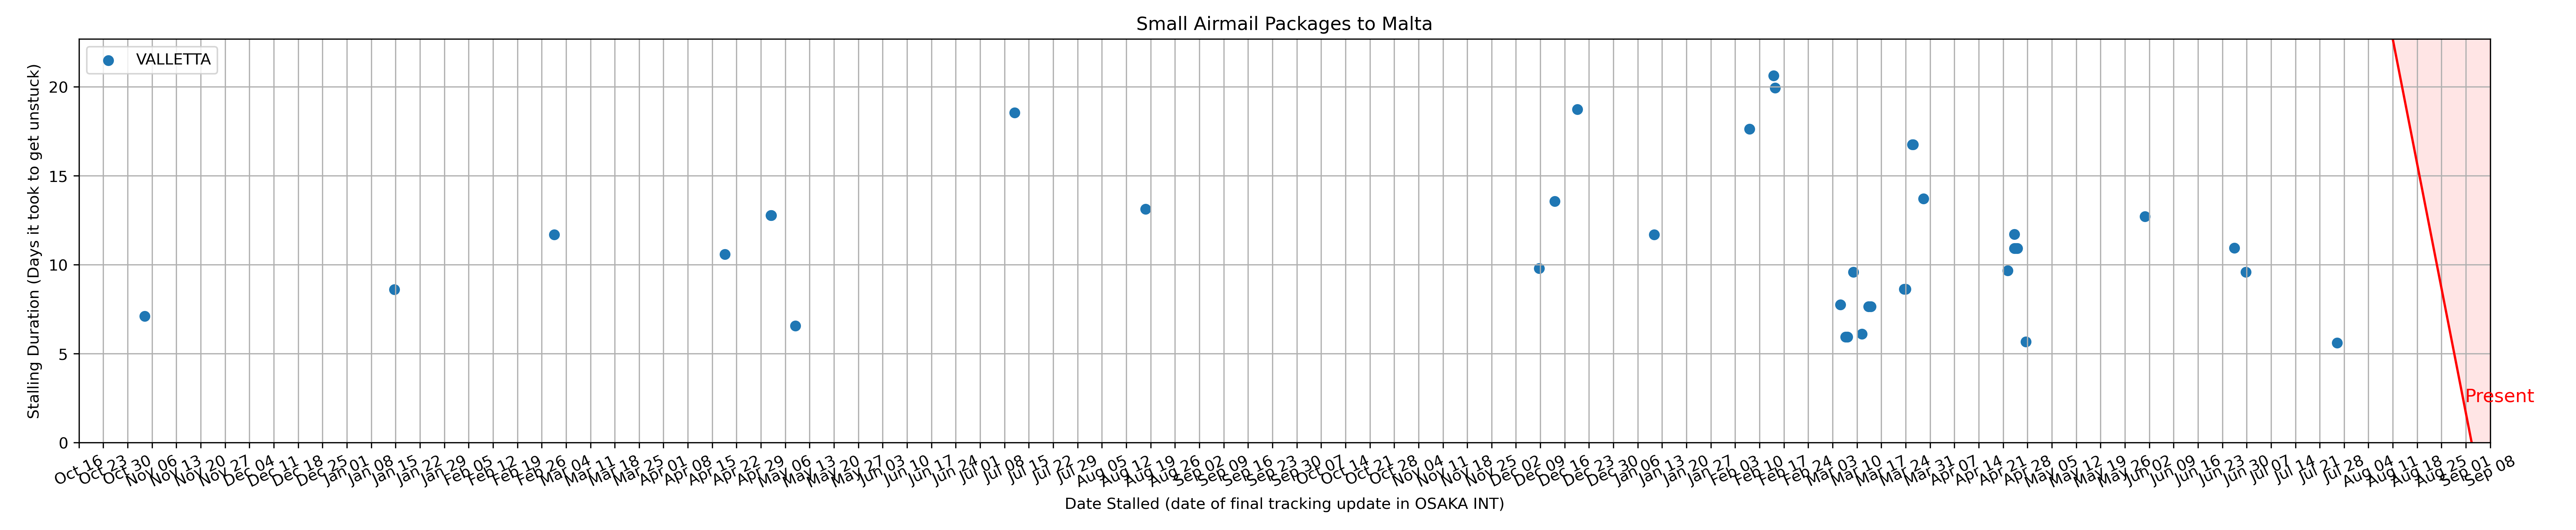 Small Airmail Packages to Malta
VALLETTA
Stalling Duration (Days it took to get unstuck)
20
15
10
5
0
Present
Oct 16
Oct 23
Oct 30
Nov 06
Nov 13
Nov 20
Nov 27
Dec 04
Dec 11
Dec 18
Dec 25
Jan 01
Jan 08
Jan 15
Jan 22
Jan 29
Feb 05
Feb 12
Feb 19
Feb 26
Mar 04
Mar 11
Mar 18
Mar 25
Apr 01
Apr 08
Apr 15
Apr 22
Apr 29
May 06
May 13
May 20
May 27
Jun 03
Jun 10
Jun 17
Jun 24
Jul 01
Jul 08
Jul 15
Jul 22
Jul 29
Aug 05
Aug 12
Aug 19
Aug 26
Sep 02
Sep 09
Sep 16
Sep 23
Sep 30
Oct 07
Oct 14
Oct 21
Oct 28
Nov 04
Nov 11
Nov 18
Nov 25
Dec 02
Dec 09
Dec 16
Dec 23
Dec 30
Jan 06
Jan 13
Jan 20
Jan 27
Feb 03
Feb 10
Feb 17
Feb 24
Mar 03
Mar 10
Mar 17
Mar 24
Mar 31
Apr 07
Apr 14
Apr 21
Apr 28
May 05
May 12
May 19
May 26
Jun 02
Jun 09
Jun 16
Jun 23
Jun 30
Jul 07
Jul 14
Jul 21
Jul 28
Aug 04
Aug 11
Aug 18
Aug 25
Sep 01
Sep 08
Date Stalled (date of final tracking update in OSAKA INT)